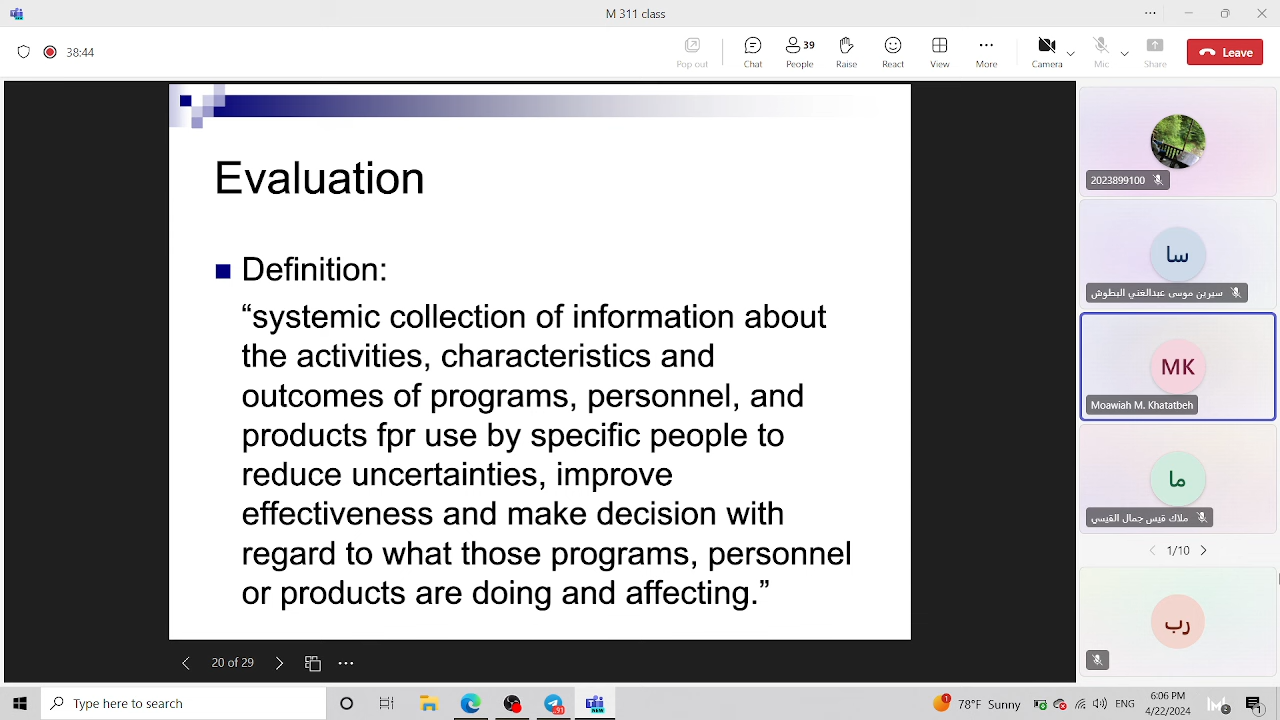 M 311 class
38:44
Pop out
Chat
39
People
Raise
React
View
More
Camera
Mic
Share
Leave
Evaluation
Definition:
“systemic collection of information about
the activities, characteristics and
outcomes of programs, personnel, and
products fpr use by specific people to
reduce uncertainties, improve
effectiveness and make decision with
regard to what those programs, personnel
or products are doing and affecting.”
20 of 29
2023899100
سا
سيرين موسى عبدالغني البطوش
MK
Moawiah M. Khatatbeh
ما
ملاك قيس جمال القيسي
1/10
رب
Type here to search
NEW
1
78°F Sunny
ENG
6:06 PM
4/22/2024